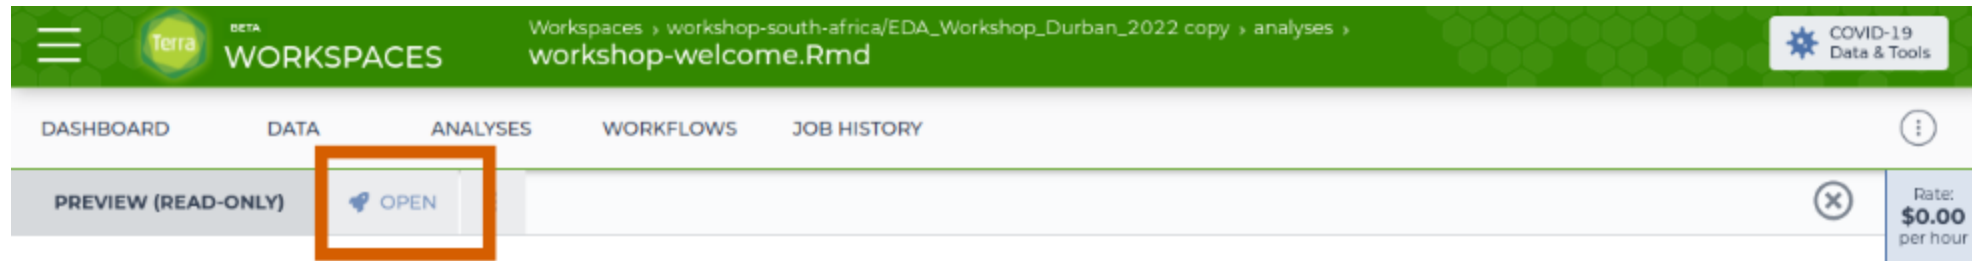 Terra
BETA
WORKSPACES
Workspaces › workshop-south-africa/EDA_Workshop_Durban_2022 copy › analyses ›
workshop-welcome.Rmd
COVID-19
Data & Tools
DASHBOARD DATA ANALYSES WORKFLOWS JOB HISTORY
PREVIEW (READ-ONLY) OPEN
Rate:
$0.00
per hour